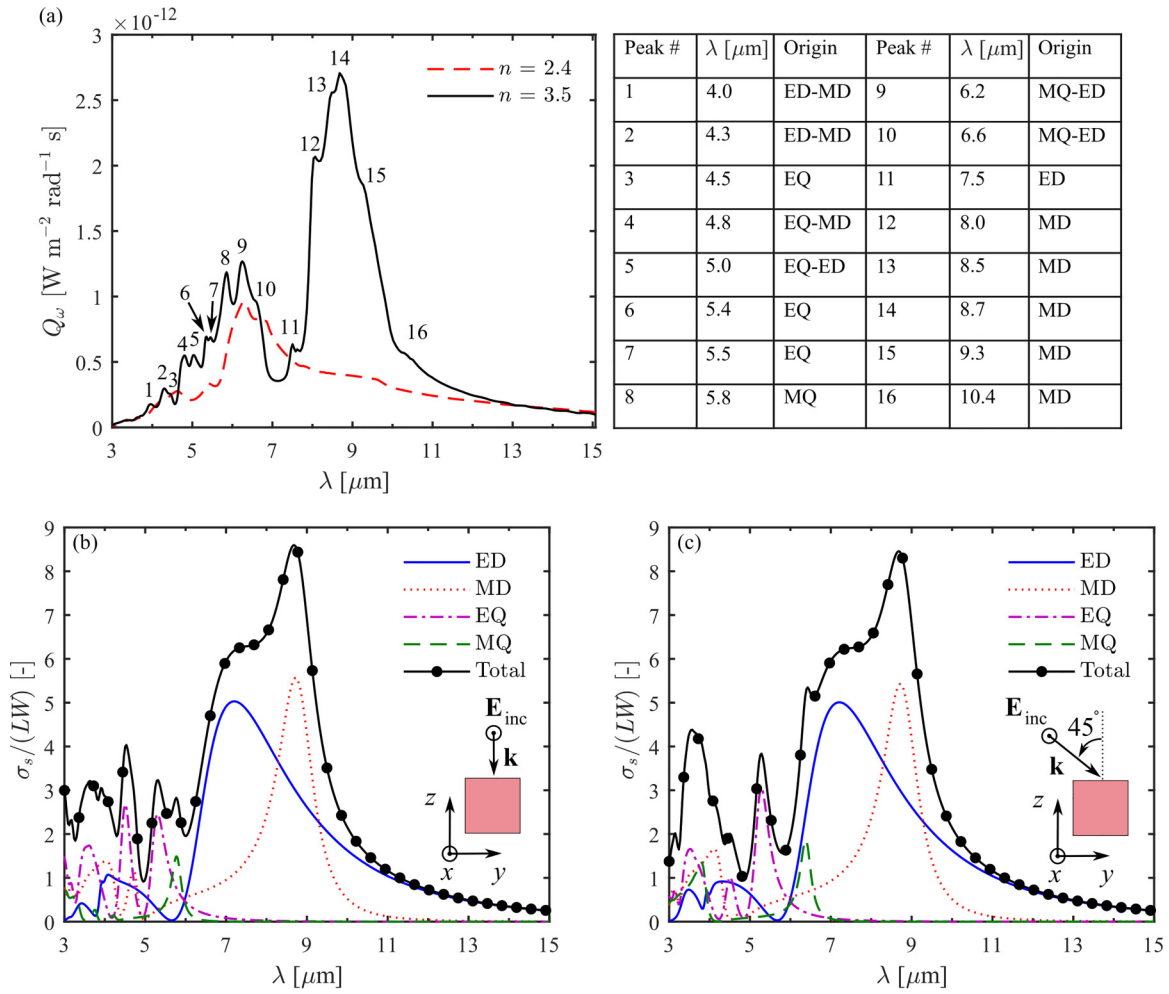 (a)
×10⁻¹²
3
2.5
2
1.5
1
0.5
0
Q_ω [W m⁻² rad⁻¹ s]
n = 2.4
n = 3.5
1
2
3
4
5
6
7
8
9
10
11
12
13
14
15
16
3 5 7 9 11 13 15
λ [μm]
Peak # λ [μm] Origin Peak # λ [μm] Origin
1 4.0 ED-MD 9 6.2 MQ-ED
2 4.3 ED-MD 10 6.6 MQ-ED
3 4.5 EQ 11 7.5 ED
4 4.8 EQ-MD 12 8.0 MD
5 5.0 EQ-ED 13 8.5 MD
6 5.4 EQ 14 8.7 MD
7 5.5 EQ 15 9.3 MD
8 5.8 MQ 16 10.4 MD
(b)
9
8
7
6
5
4
3
2
1
0
σₛ/(LW) [-]
ED
MD
EQ
MQ
Total
E_inc
k
z
x
y
3 5 7 9 11 13 15
λ [μm]
(c)
9
8
7
6
5
4
3
2
1
0
σₛ/(LW) [-]
ED
MD
EQ
MQ
Total
E_inc
45°
k
z
x
y
3 5 7 9 11 13 15
λ [μm]